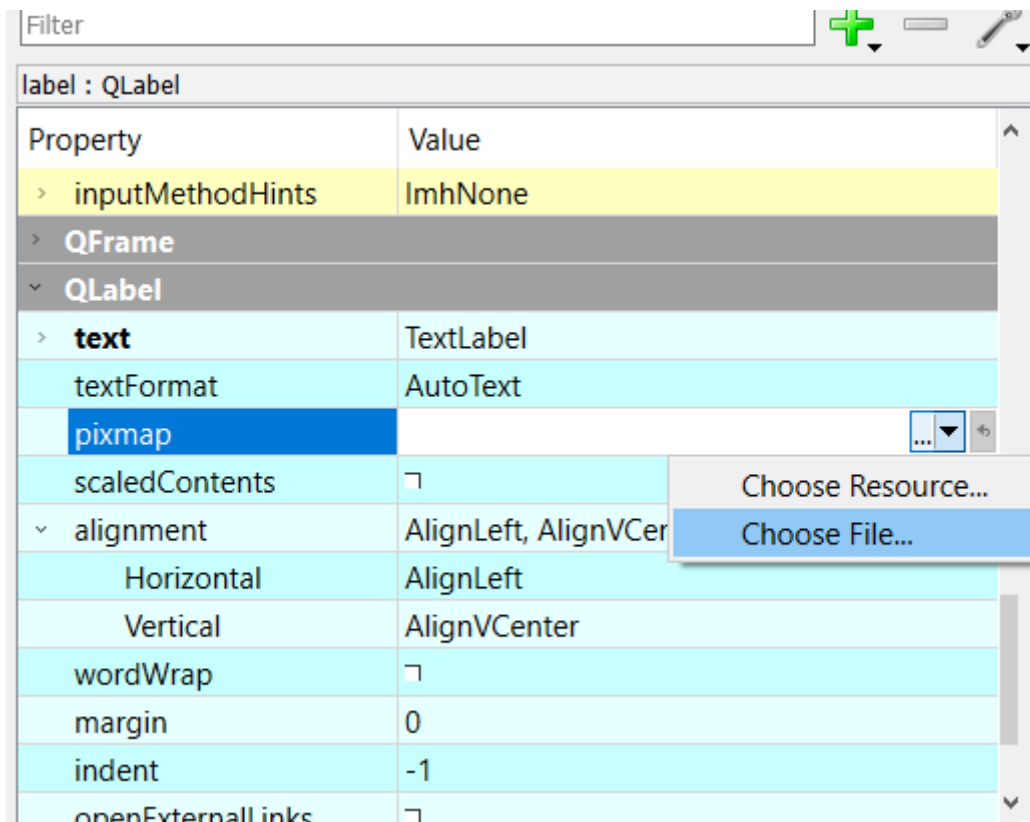 Filter
label : QLabel
Property Value
inputMethodHints ImhNone
QFrame
QLabel
text TextLabel
textFormat AutoText
pixmap ...
scaledContents Choose Resource...
alignment AlignLeft, AlignVCer Choose File...
Horizontal AlignLeft
Vertical AlignVCenter
wordWrap
margin 0
indent -1
openExternalLinks